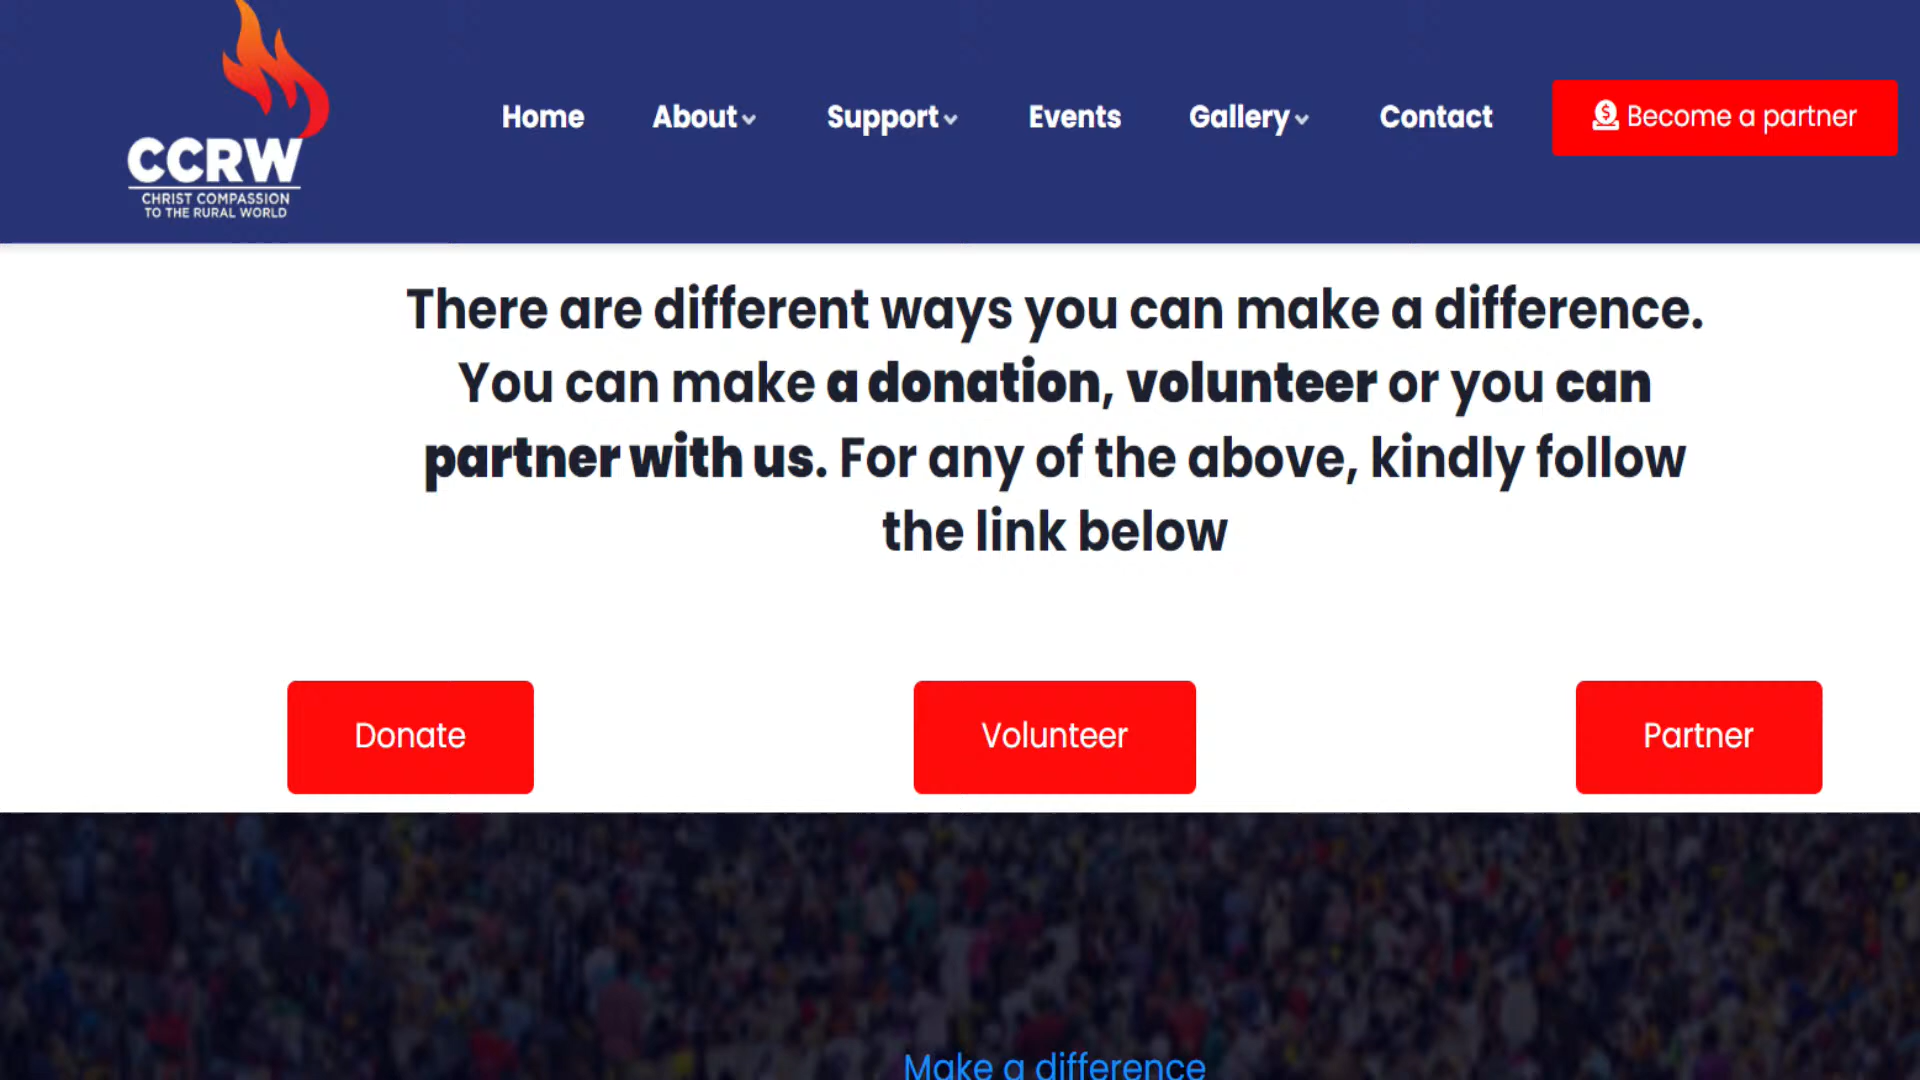 CCRW
CHRIST COMPASSION
TO THE RURAL WORLD
Home
About
Support
Events
Gallery
Contact
Become a partner
There are different ways you can make a difference.
You can make a donation, volunteer or you can
partner with us. For any of the above, kindly follow
the link below
Donate
Volunteer
Partner
Make a difference